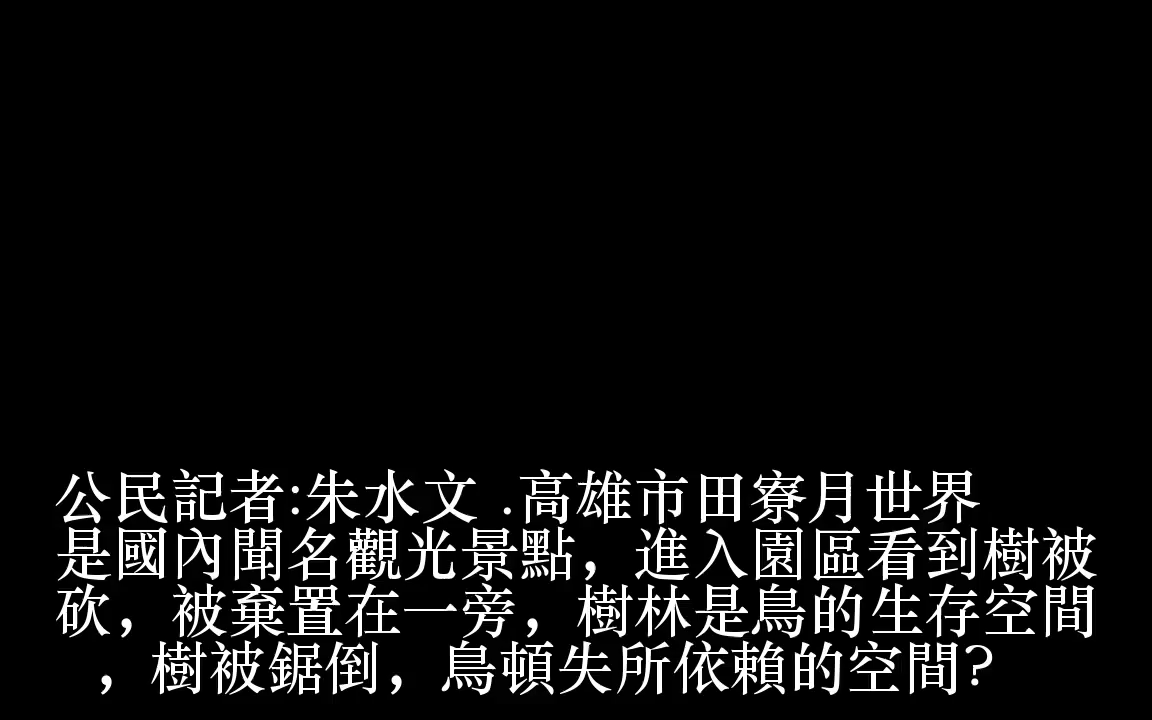 公民記者:朱水文 .高雄市田寮月世界
是國內聞名觀光景點，進入園區看到樹被
砍，被棄置在一旁，樹林是鳥的生存空間
，樹被鋸倒，鳥頓失所依賴的空間?